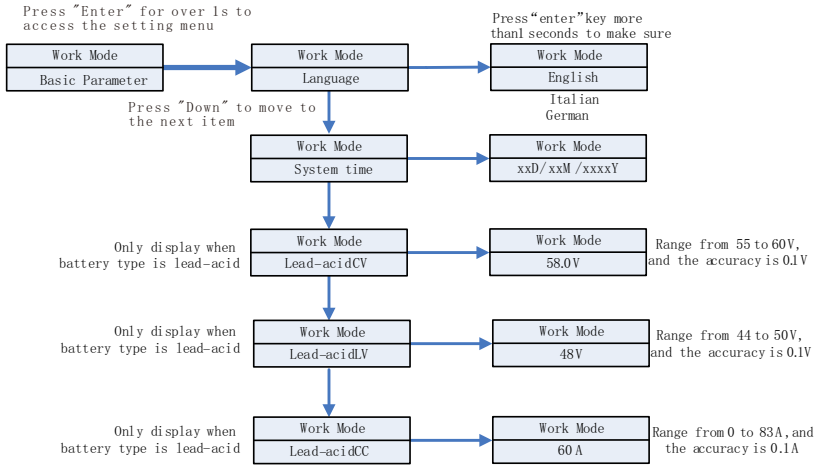 Press "Enter" for over 1s to
access the setting menu
Press“enter”key more
than1 seconds to make sure
Work Mode
Basic Parameter
Work Mode
Language
Work Mode
English
Italian
German
Press "Down" to move to
the next item
Work Mode
System time
Work Mode
xxD/xxM/xxxxY
Only display when
battery type is lead-acid
Work Mode
Lead-acidCV
Work Mode
58.0V
Range from 55 to 60V,
and the accuracy is 0.1V
Only display when
battery type is lead-acid
Work Mode
Lead-acidLV
Work Mode
48V
Range from 44 to 50V,
and the accuracy is 0.1V
Only display when
battery type is lead-acid
Work Mode
Lead-acidCC
Work Mode
60A
Range from 0 to 83A, and
the accuracy is 0.1A